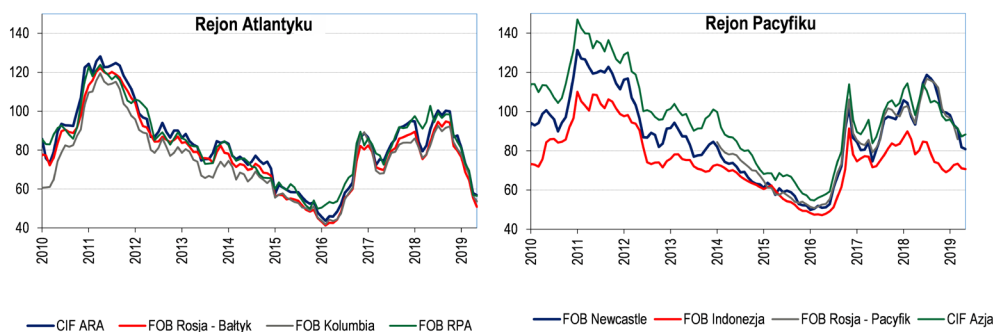 Rejon Atlantyku
140
120
100
80
60
40
2010 2011 2012 2013 2014 2015 2016 2017 2018 2019
CIF ARA FOB Rosja - Bałtyk FOB Kolumbia FOB RPA
Rejon Pacyfiku
140
120
100
80
60
40
2010 2011 2012 2013 2014 2015 2016 2017 2018 2019
FOB Newcastle FOB Indonezja FOB Rosja - Pacyfik CIF Azja